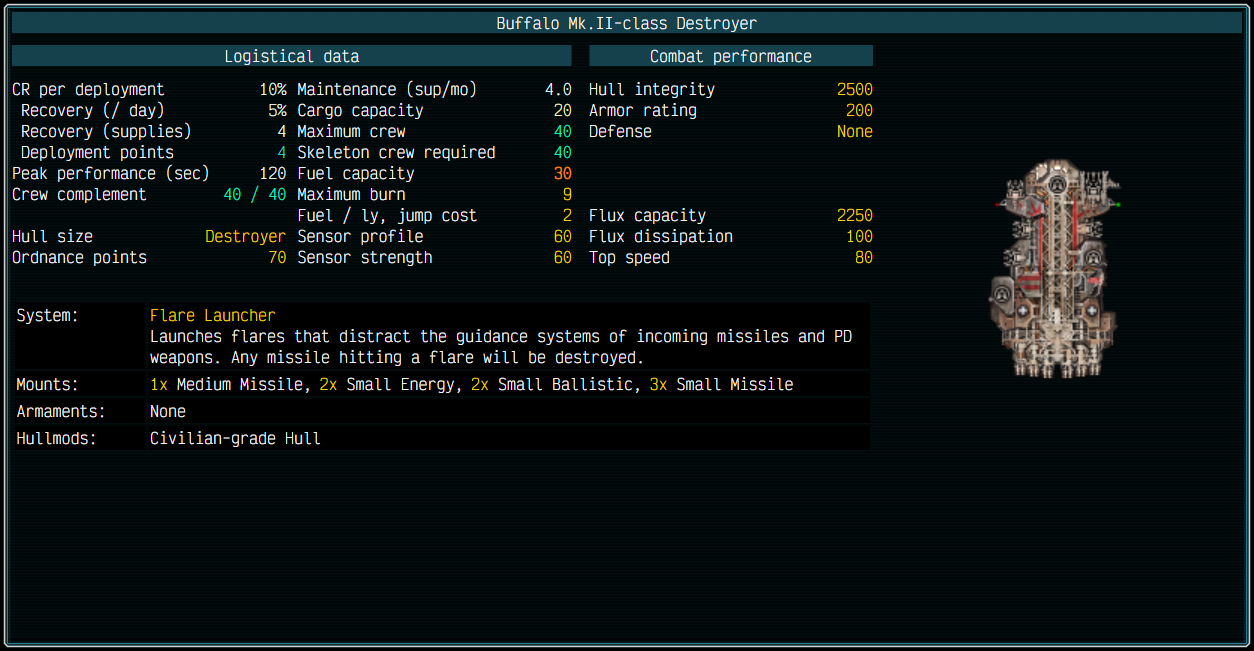 Buffalo Mk.II-class Destroyer
Logistical data Combat performance
CR per deployment 10% Maintenance (sup/mo) 4.0 Hull integrity 2500
Recovery (/ day) 5% Cargo capacity 20 Armor rating 200
Recovery (supplies) 4 Maximum crew 40 Defense None
Deployment points 4 Skeleton crew required 40
Peak performance (sec) 120 Fuel capacity 30
Crew complement 40 / 40 Maximum burn 9
Fuel / ly, jump cost 2 Flux capacity 2250
Hull size Destroyer Sensor profile 60 Flux dissipation 100
Ordnance points 70 Sensor strength 60 Top speed 80
System: Flare Launcher
Launches flares that distract the guidance systems of incoming missiles and PD
weapons. Any missile hitting a flare will be destroyed.
Mounts: 1x Medium Missile, 2x Small Energy, 2x Small Ballistic, 3x Small Missile
Armaments: None
Hullmods: Civilian-grade Hull